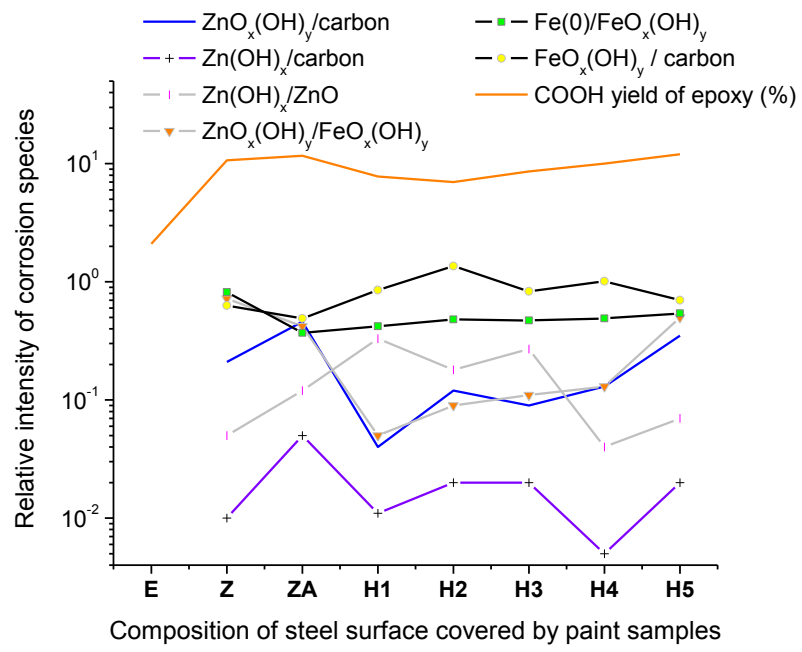 ZnOₓ(OH)ᵧ/carbon
Zn(OH)ₓ/carbon
Zn(OH)ₓ/ZnO
ZnOₓ(OH)ᵧ/FeOₓ(OH)ᵧ
Fe(0)/FeOₓ(OH)ᵧ
FeOₓ(OH)ᵧ / carbon
COOH yield of epoxy (%)
Relative intensity of corrosion species
10¹
10⁰
10⁻¹
10⁻²
E Z ZA H1 H2 H3 H4 H5
Composition of steel surface covered by paint samples